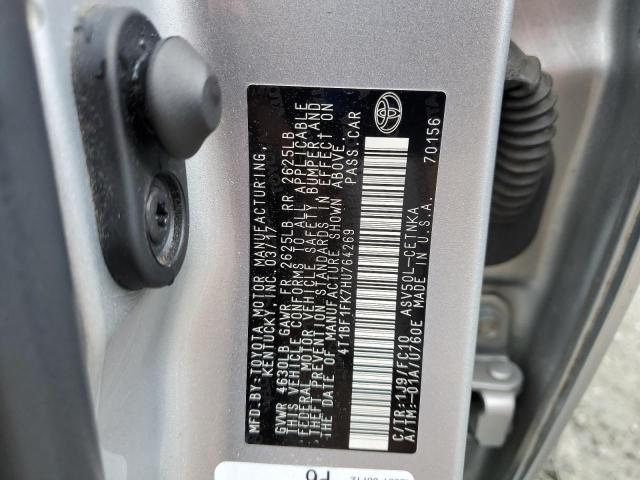 MFD.BY:TOYOTA MOTOR MANUFACTURING,
KENTUCKY, INC. 03/17
GVWR 4630LB GAWR FR 2625LB RR 2625LB
THIS VEHICLE CONFORMS TO ALL APPLICABLE
FEDERAL MOTOR VEHICLE SAFETY, BUMPER, AND
THEFT PREVENTION STANDARDS IN EFFECT ON
THE DATE OF MANUFACTURE SHOWN ABOVE.
4T1BF1FK7HU764269 PASS.CAR
C/TR:1J9/FC10 ASV50L-CETNKA
A/TM:-01A/U760E MADE IN U.S.A.
70156
F6